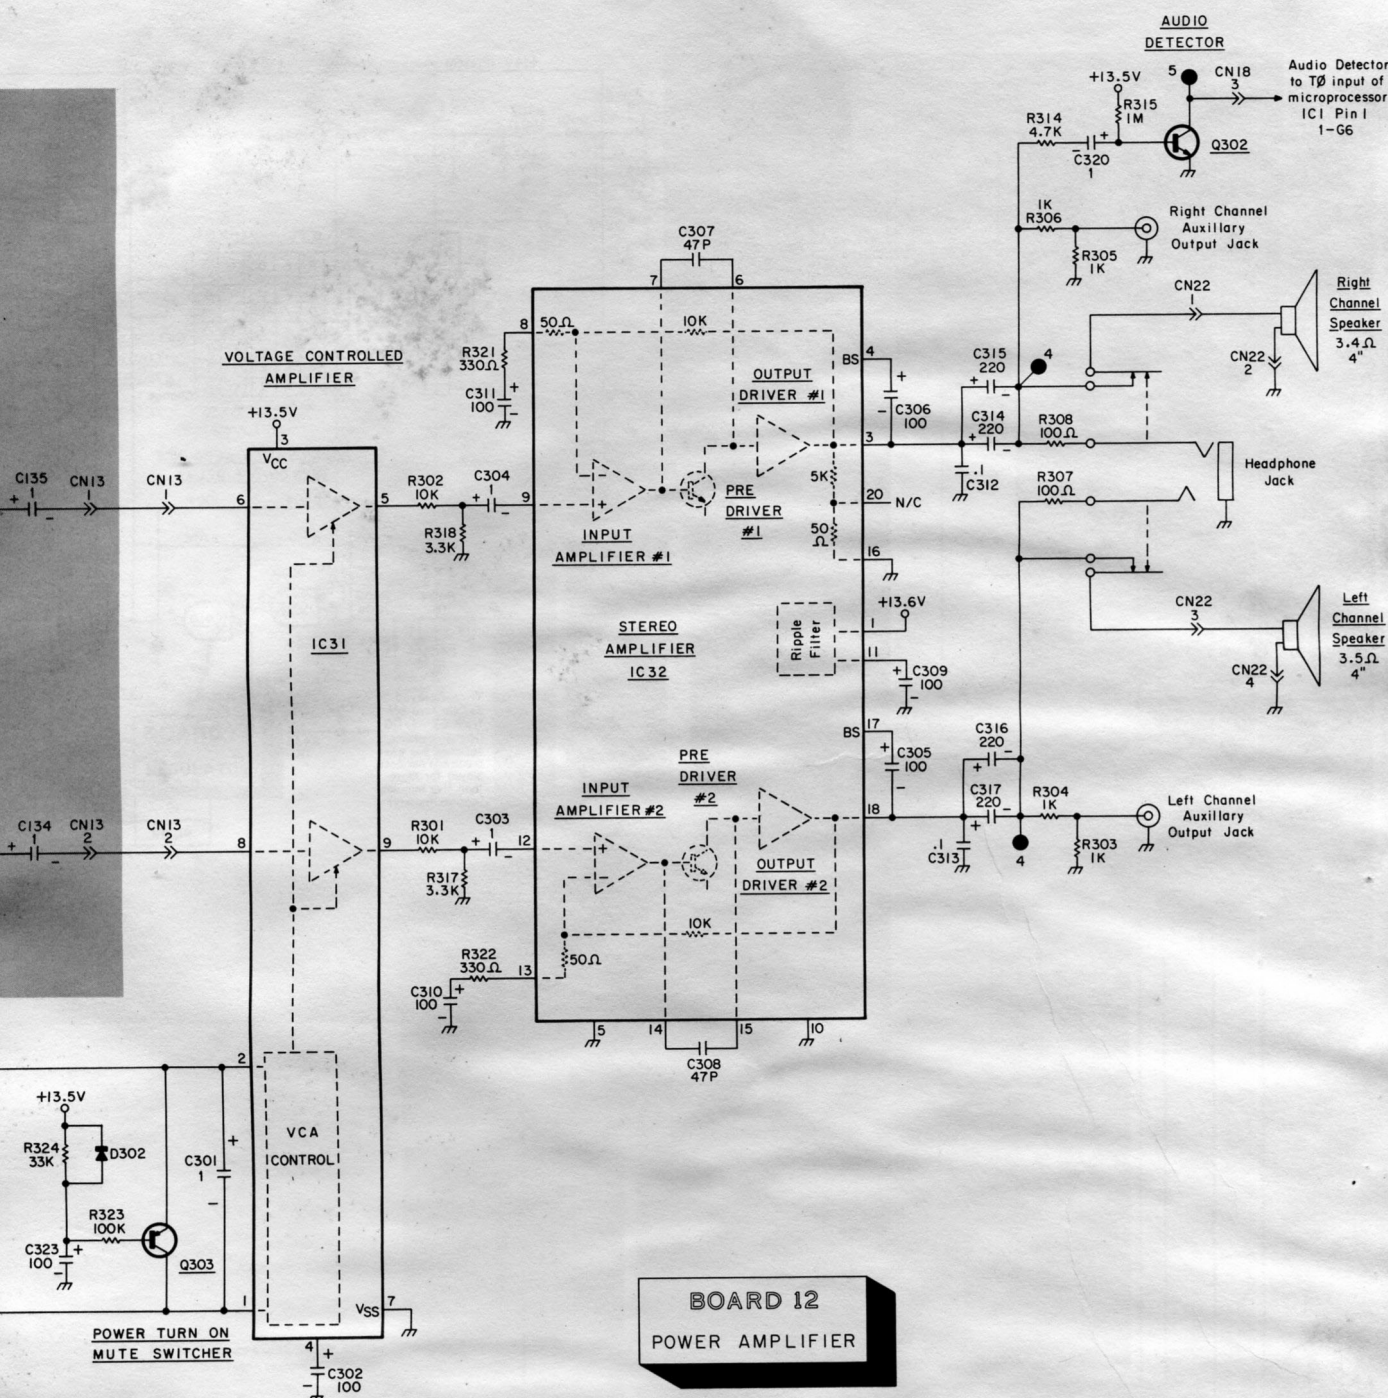 AUDIO
DETECTOR
+13.5V
5
CN18
3
Audio Detector
to TØ input of
microprocessor
IC1 Pin 1
1-G6
R315
1M
R314
4.7K
+
-
C320
1
Q302
1K
R306
R305
1K
Right Channel
Auxillary
Output Jack
C307
47P
7
6
CN22
1
Right
Channel
Speaker
3.4Ω
4"
CN22
2
8
50Ω
10K
R321
330Ω
C311
100
+
-
VOLTAGE CONTROLLED
AMPLIFIER
+13.5V
3
VCC
OUTPUT
DRIVER #1
BS
4
+
-
C306
100
C315
220
+
-
4
C314
220
+
-
R308
100Ω
3
.1
C312
5K
20
N/C
R307
100Ω
Headphone
Jack
C135
1
+
-
CN13
1
CN13
1
6
5
R302
10K
+
C304
1
-
9
R318
3.3K
-
+
INPUT
AMPLIFIER #1
PRE
DRIVER
#1
50
Ω
16
+13.6V
1
Ripple
Filter
11
+
C309
100
-
IC31
STEREO
AMPLIFIER
IC32
CN22
3
Left
Channel
Speaker
3.5Ω
4"
CN22
4
BS
17
+
C305
100
-
C316
220
+
-
PRE
DRIVER
#2
INPUT
AMPLIFIER #2
18
C317
220
+
-
R304
1K
.1
C313
4
R303
1K
Left Channel
Auxillary
Output Jack
C134
1
+
-
CN13
2
CN13
2
8
9
R301
10K
+
C303
1
-
12
R317
3.3K
+
-
OUTPUT
DRIVER #2
10K
50Ω
R322
330Ω
13
C310
100
+
-
5
14
15
10
C308
47P
2
+13.5V
R324
33K
D302
VCA
CONTROL
C301
1
+
-
R323
100K
C323
100
+
-
Q303
1
VSS
7
POWER TURN ON
MUTE SWITCHER
4
+
C302
100
-
BOARD 12
POWER AMPLIFIER